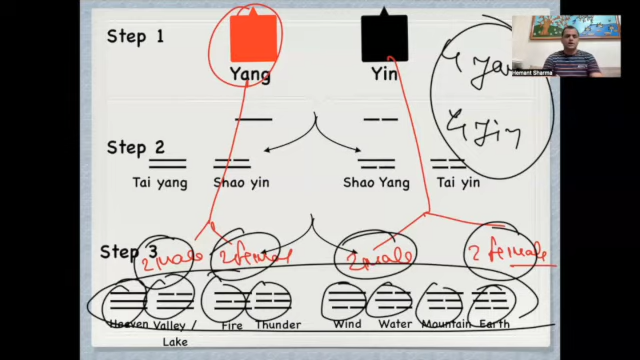 Step 1
Yang
Yin
4 yang
4 yin
Hemant Sharma
Step 2
Tai yang
Shao yin
Shao Yang
Tai yin
Step 3
2 male
2 female
2 male
2 female
Heaven
Valley /
Lake
Fire
Thunder
Wind
Water
Mountain
Earth